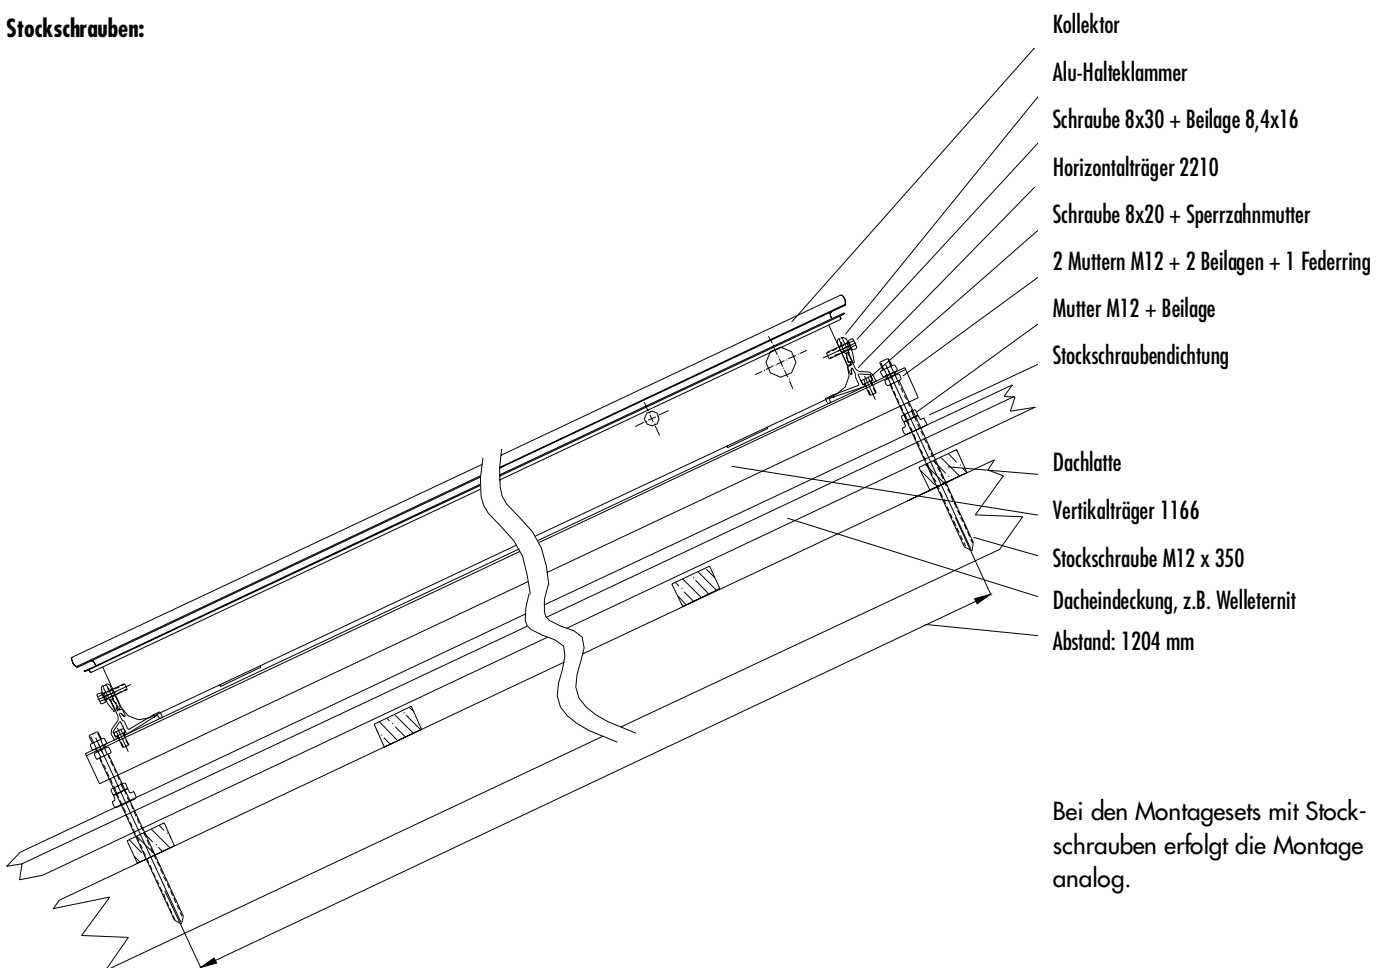 Stockschrauben:
Kollektor
Alu-Halteklammer
Schraube 8x30 + Beilage 8,4x16
Horizontalträger 2210
Schraube 8x20 + Sperrzahnmutter
2 Muttern M12 + 2 Beilagen + 1 Federring
Mutter M12 + Beilage
Stockschraubendichtung
Dachlatte
Vertikalträger 1166
Stockschraube M12 x 350
Dacheindeckung, z.B. Welleternit
Abstand: 1204 mm
Bei den Montagesets mit Stock-
schrauben erfolgt die Montage
analog.